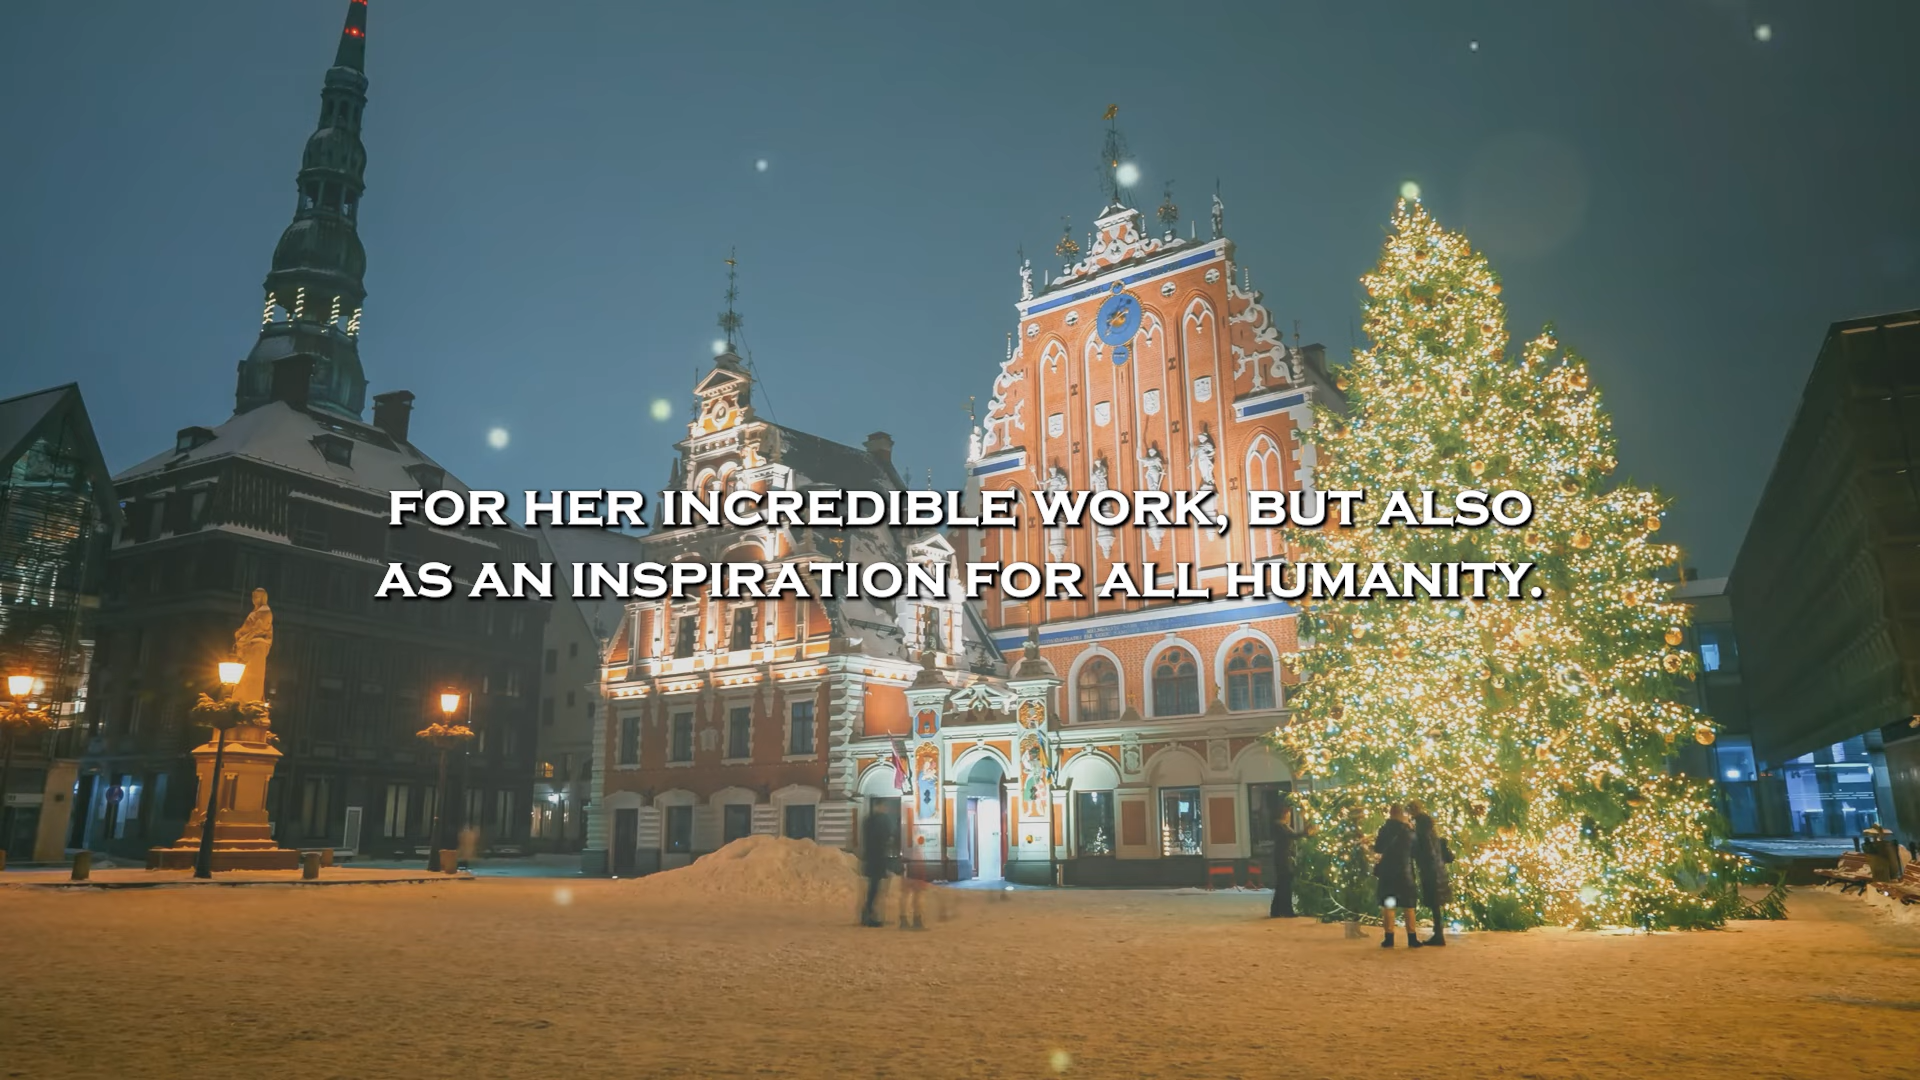 FOR HER INCREDIBLE WORK, BUT ALSO
AS AN INSPIRATION FOR ALL HUMANITY.